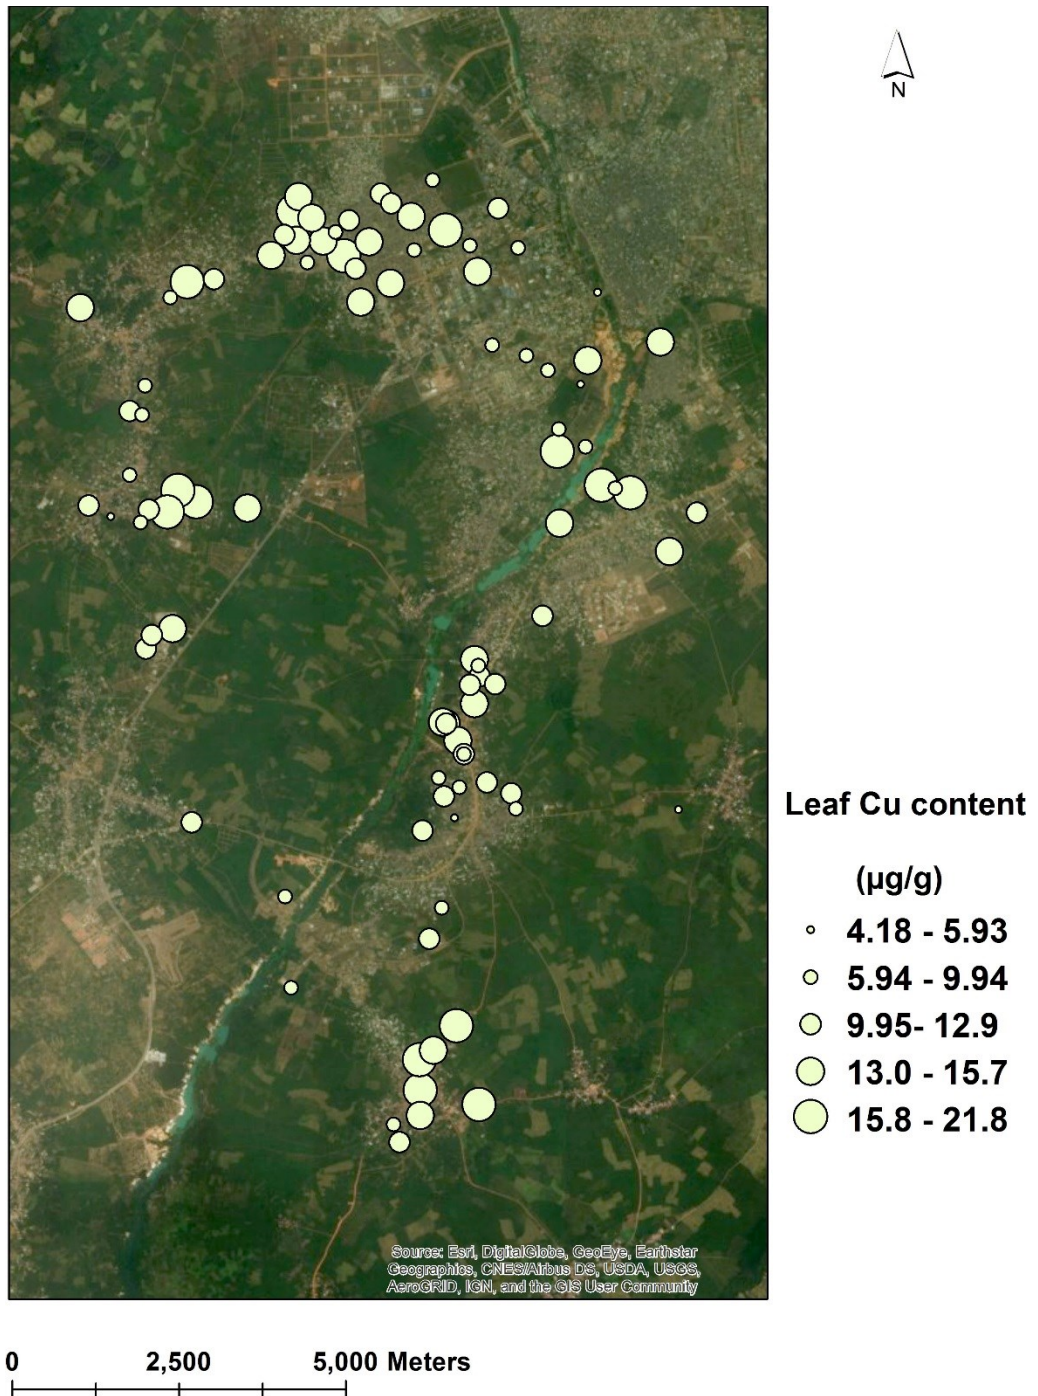 N
Leaf Cu content
(µg/g)
4.18 - 5.93
5.94 - 9.94
9.95- 12.9
13.0 - 15.7
15.8 - 21.8
Source: Esri, DigitalGlobe, GeoEye, Earthstar
Geographics, CNES/Airbus DS, USDA, USGS,
AeroGRID, IGN, and the GIS User Community
0 2,500 5,000 Meters